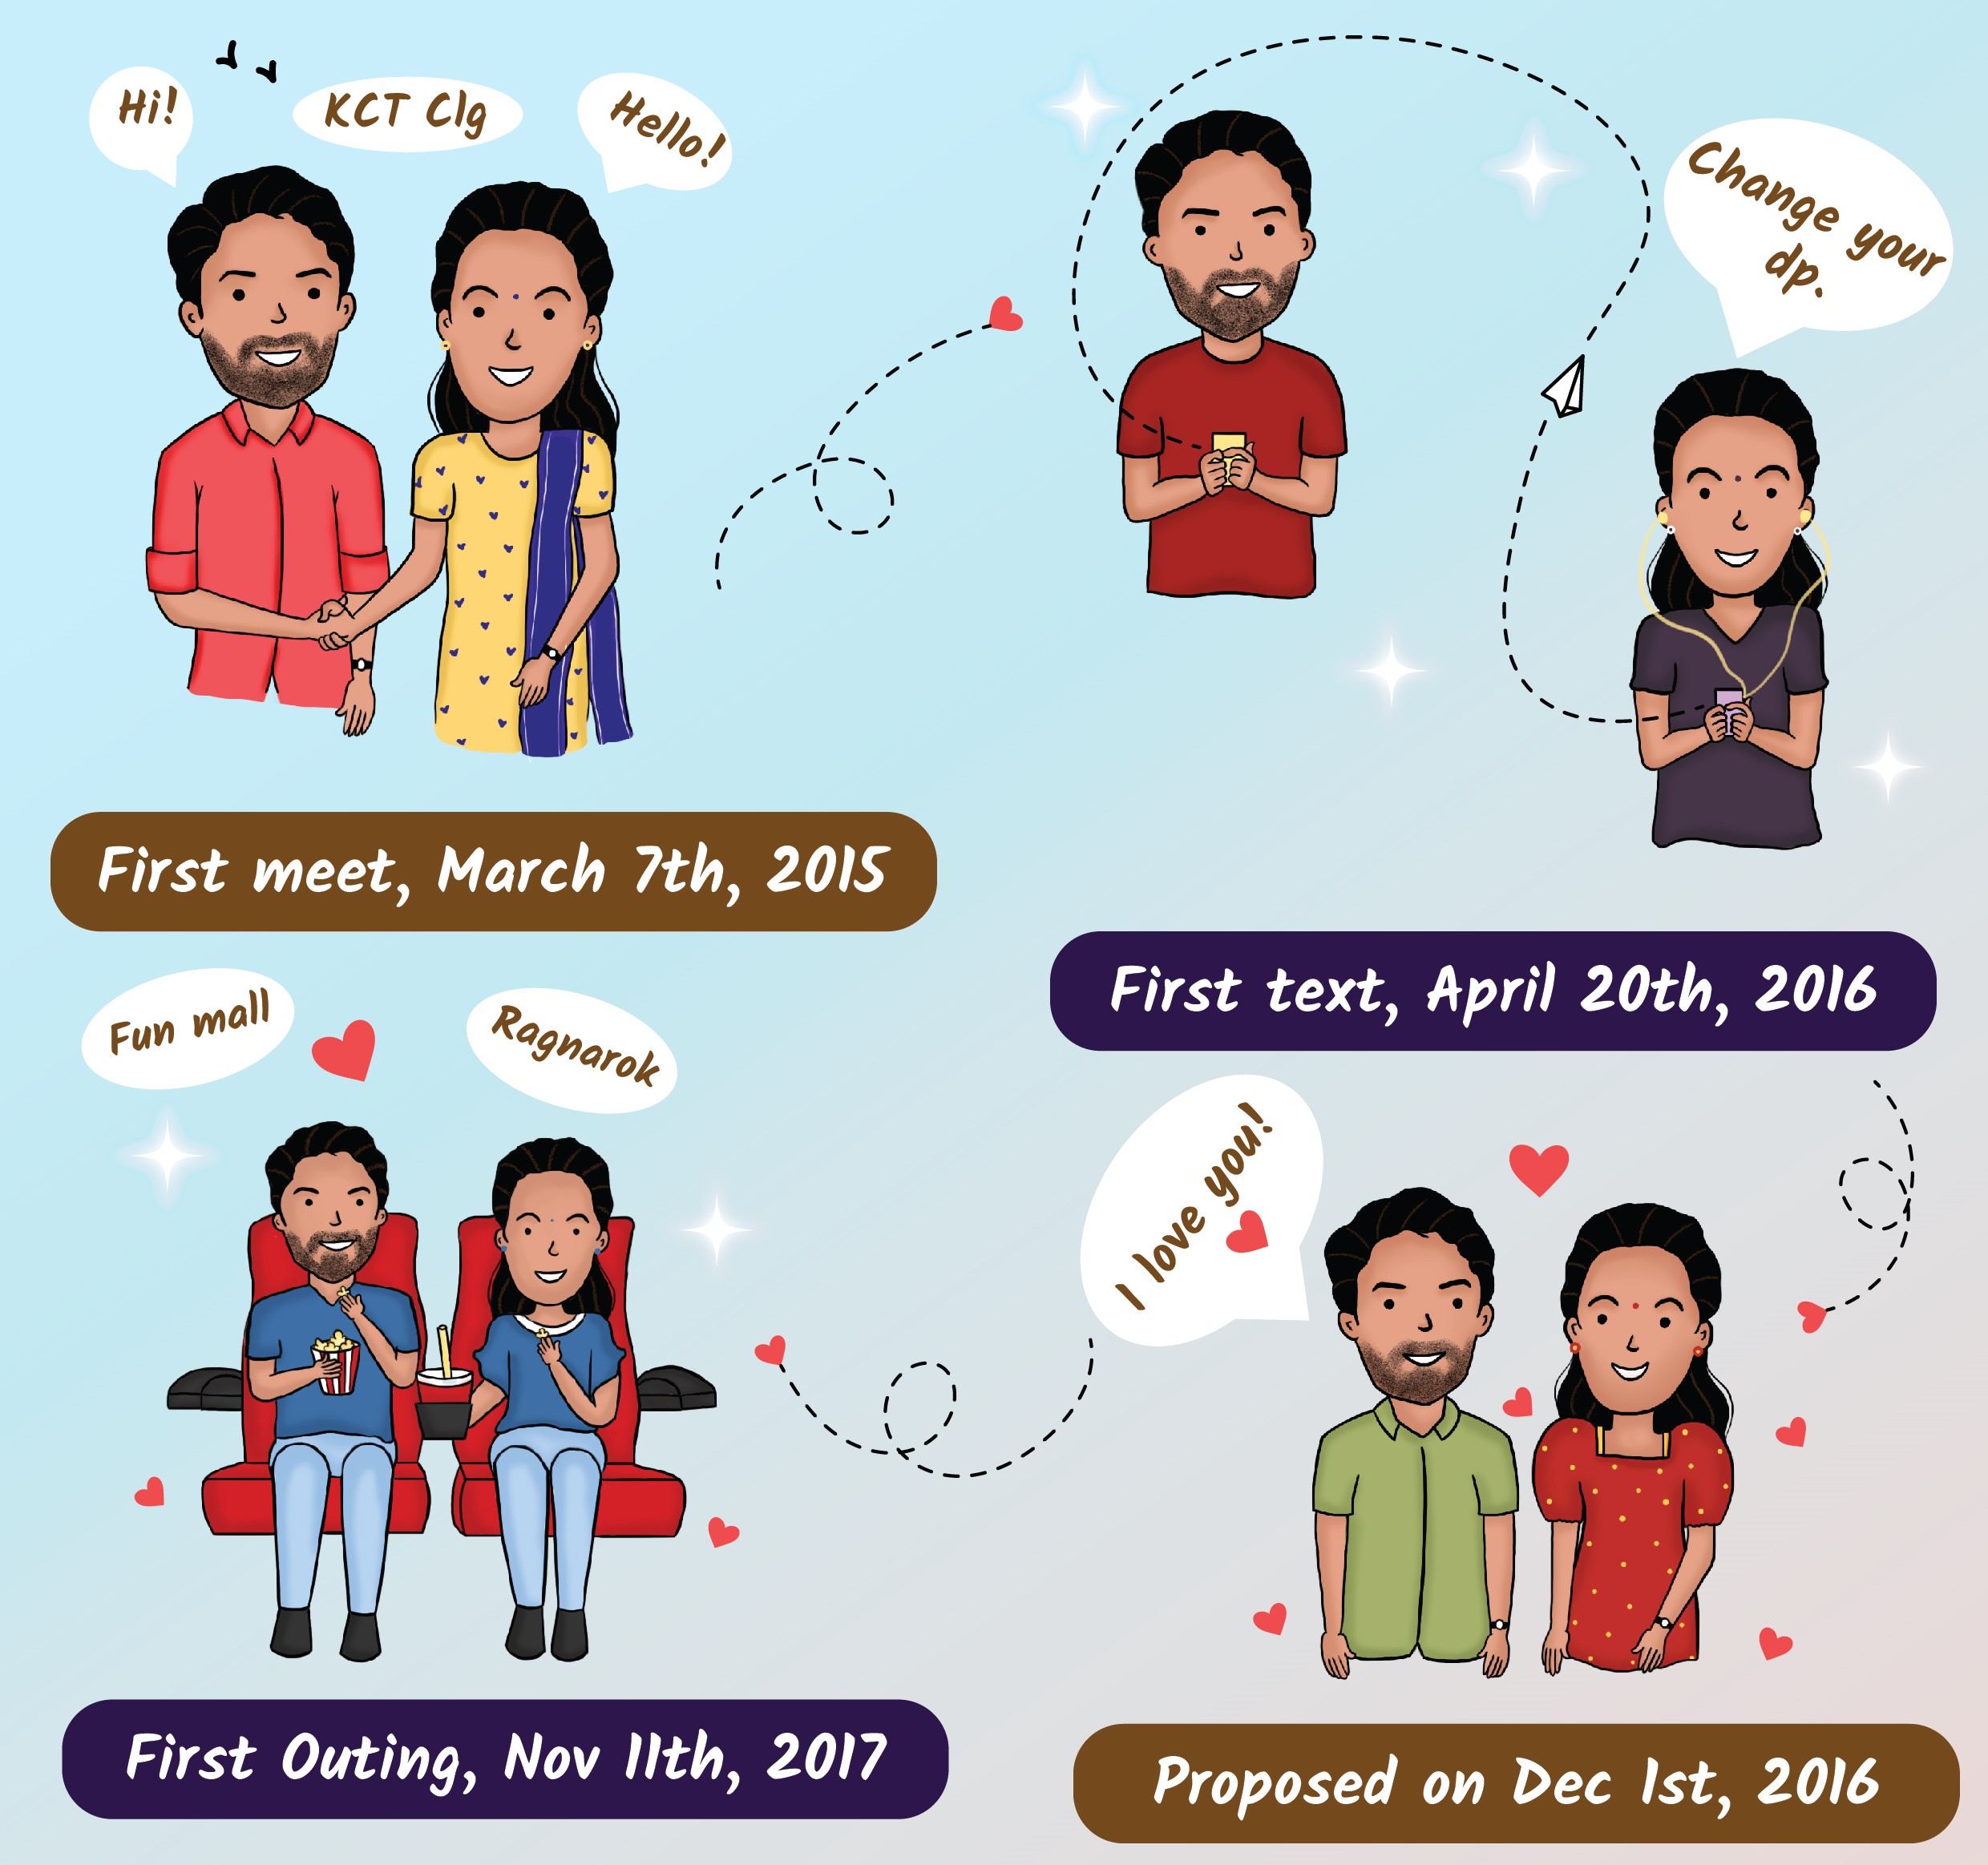 Hi!
KCT Clg
Hello!
First meet, March 7th, 2015
Change your
dp.
First text, April 20th, 2016
Fun mall
Ragnarok
First Outing, Nov 11th, 2017
I love you!
Proposed on Dec 1st, 2016